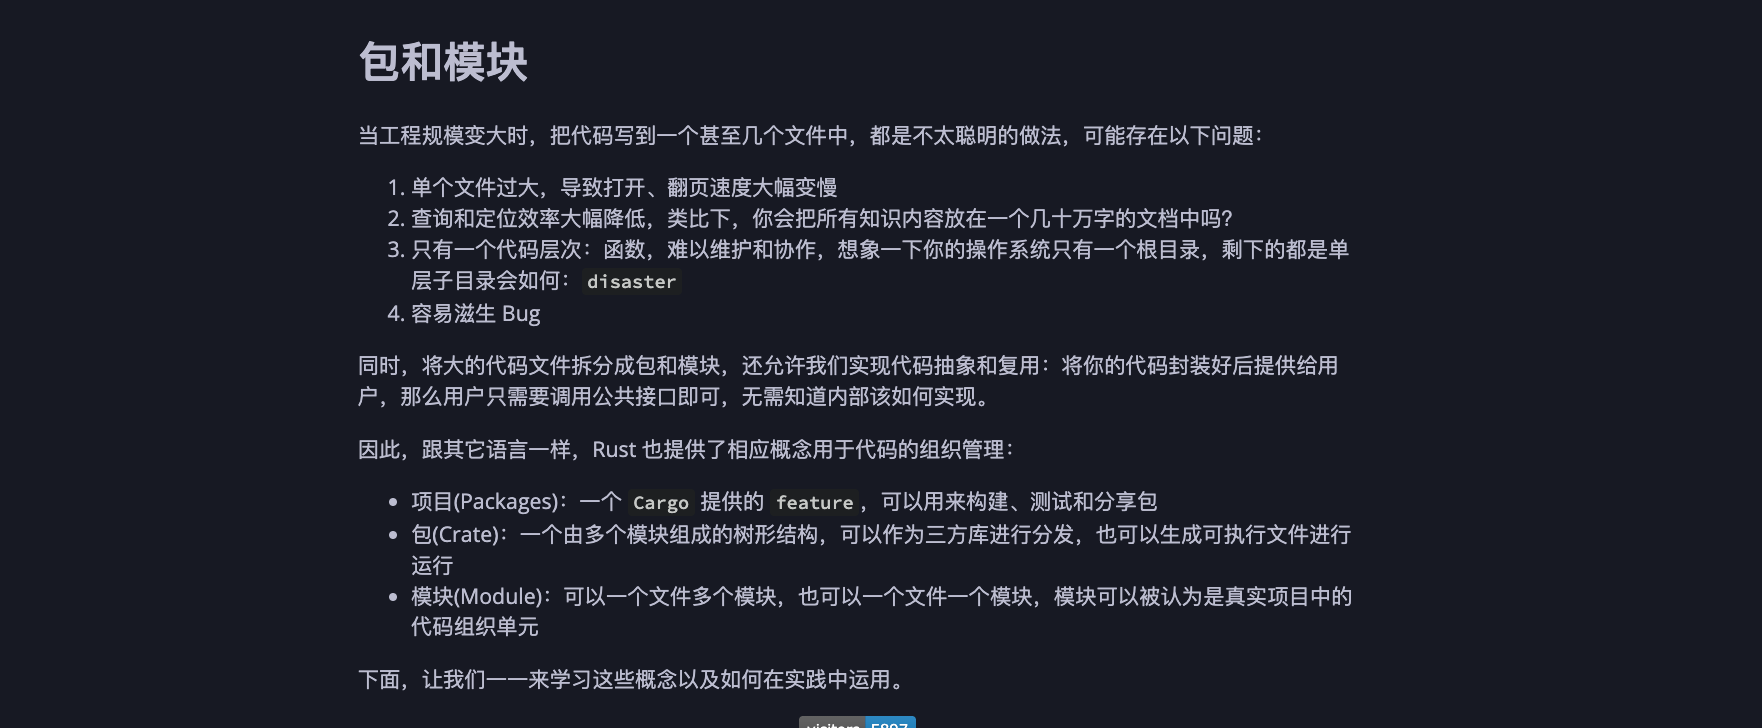 包和模块
当工程规模变大时，把代码写到一个甚至几个文件中，都是不太聪明的做法，可能存在以下问题：
1. 单个文件过大，导致打开、翻页速度大幅变慢
2. 查询和定位效率大幅降低，类比下，你会把所有知识内容放在一个几十万字的文档中吗？
3. 只有一个代码层次：函数，难以维护和协作，想象一下你的操作系统只有一个根目录，剩下的都是单
层子目录会如何：disaster
4. 容易滋生 Bug
同时，将大的代码文件拆分成包和模块，还允许我们实现代码抽象和复用：将你的代码封装好后提供给用
户，那么用户只需要调用公共接口即可，无需知道内部该如何实现。
因此，跟其它语言一样，Rust 也提供了相应概念用于代码的组织管理：
• 项目(Packages)：一个 Cargo 提供的 feature，可以用来构建、测试和分享包
• 包(Crate)：一个由多个模块组成的树形结构，可以作为三方库进行分发，也可以生成可执行文件进行
运行
• 模块(Module)：可以一个文件多个模块，也可以一个文件一个模块，模块可以被认为是真实项目中的
代码组织单元
下面，让我们一一来学习这些概念以及如何在实践中运用。
visitors 5897